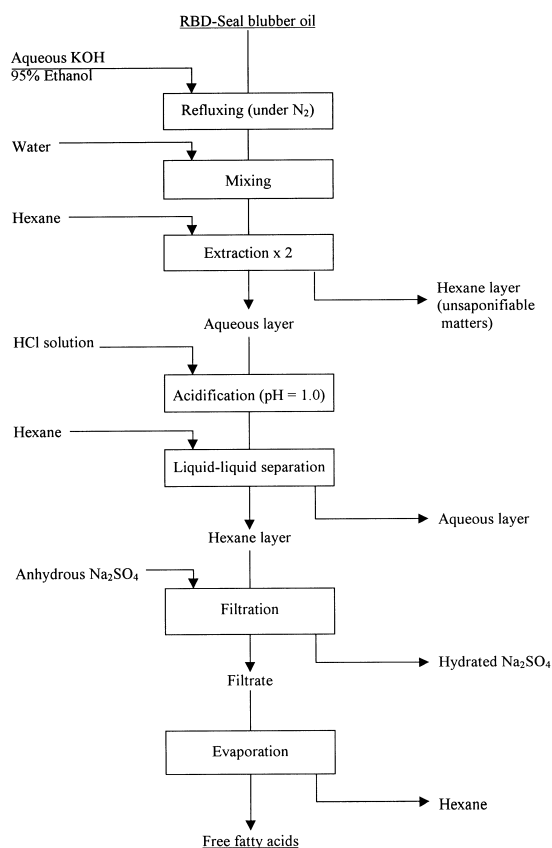 RBD-Seal blubber oil
Aqueous KOH
95% Ethanol
Refluxing (under N₂)
Water
Mixing
Hexane
Extraction x 2
Hexane layer
(unsaponifiable
matters)
Aqueous layer
HCl solution
Acidification (pH = 1.0)
Hexane
Liquid-liquid separation
Aqueous layer
Hexane layer
Anhydrous Na₂SO₄
Filtration
Hydrated Na₂SO₄
Filtrate
Evaporation
Hexane
Free fatty acids